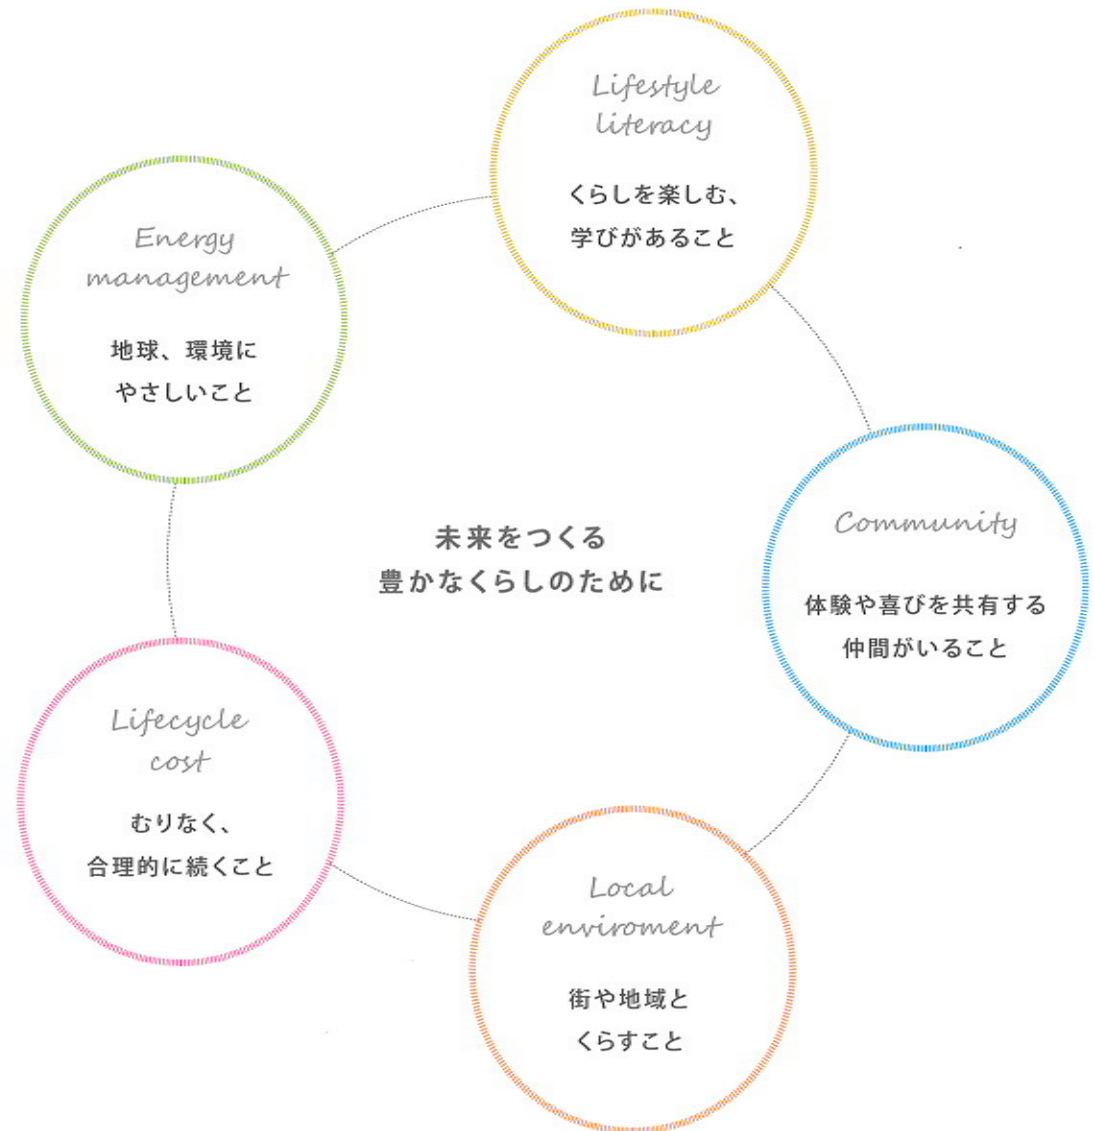 Lifestyle
literacy
くらしを楽しむ、
学びがあること
Energy
management
地球、環境に
やさしいこと
Community
体験や喜びを共有する
仲間がいること
未来をつくる
豊かなくらしのために
Lifecycle
cost
むりなく、
合理的に続くこと
Local
enviroment
街や地域と
くらすこと